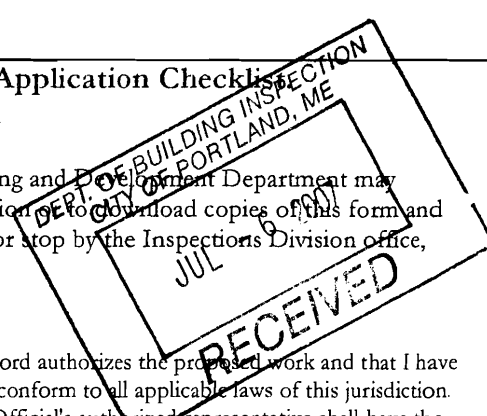 Application Checklist
DEPT. OF BUILDING INSPECTION
CITY OF PORTLAND, ME
ng and Development Department may
ion or to download copies of this form and
or stop by the Inspections Division office,
JUL - 6 2007
RECEIVED
ord authorizes the proposed work and that I have
conform to all applicable laws of this jurisdiction.
Official's authorized representative shall have the